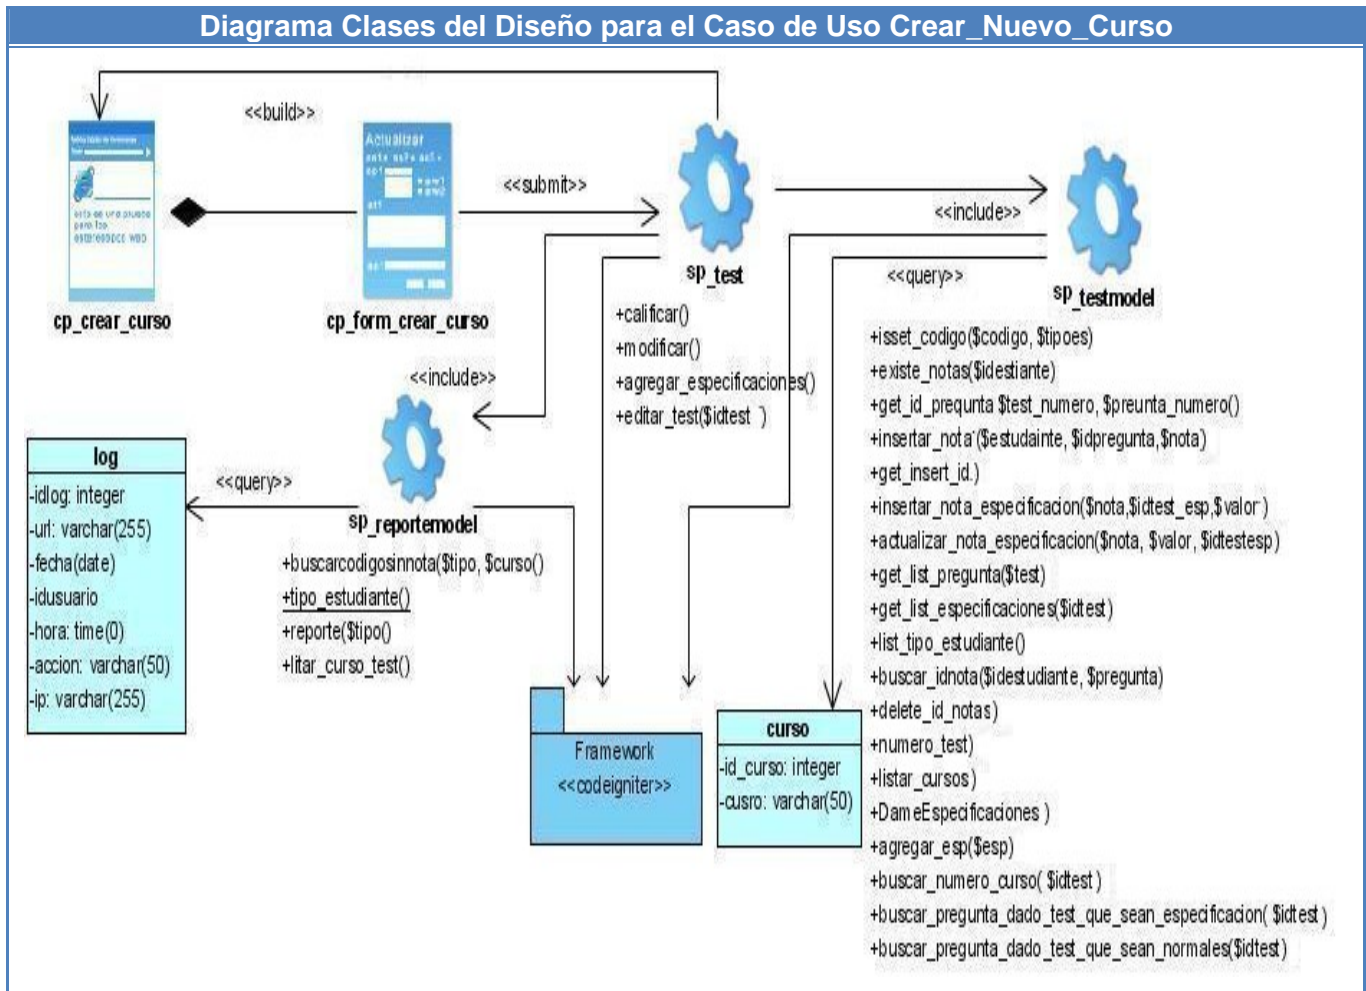 Diagrama Clases del Diseño para el Caso de Uso Crear_Nuevo_Curso
<<build>>
Actualizar
<<submit>>
<<include>>
<<query>>
cp_crear_curso
cp_form_crear_curso
sp_test
+calificar()
+modificar()
+agregar_especificaciones()
+editar_test($idtest )
sp_testmodel
+isset_codigo($codigo, $tipoes)
+existe_notas($idestiante)
+get_id_pregunta $test_numero, $preunta_numero()
+insertar_nota ($estudainte, $idpregunta,$nota)
+get_insert_id.)
+insertar_nota_especificacion($nota,$idtest_esp,$valor )
+actualizar_nota_especificacion($nota, $valor, $idtestesp)
+get_list_pregunta($test)
+get_list_especificaciones($idtest)
+list_tipo_estudiante()
+buscar_idnota($idestudiante, $pregunta)
+delete_id_notas)
+numero_test)
+listar_cursos)
+DameEspecificaciones )
+agregar_esp($esp)
+buscar_numero_curso( $idtest )
+buscar_pregunta_dado_test_que_sean_especificacion( $idtest )
+buscar_pregunta_dado_test_que_sean_normales($idtest)
<<include>>
<<query>>
sp_reportemodel
+buscarcodigosinnota($tipo, $curso()
+tipo_estudiante()
+reporte($tipo()
+litar_curso_test()
log
-idlog: integer
-url: varchar(255)
-fecha(date)
-idusuario
-hora: time(0)
-accion: varchar(50)
-ip: varchar(255)
Framework
<<codeigniter>>
curso
-id_curso: integer
-cusro: varchar(50)